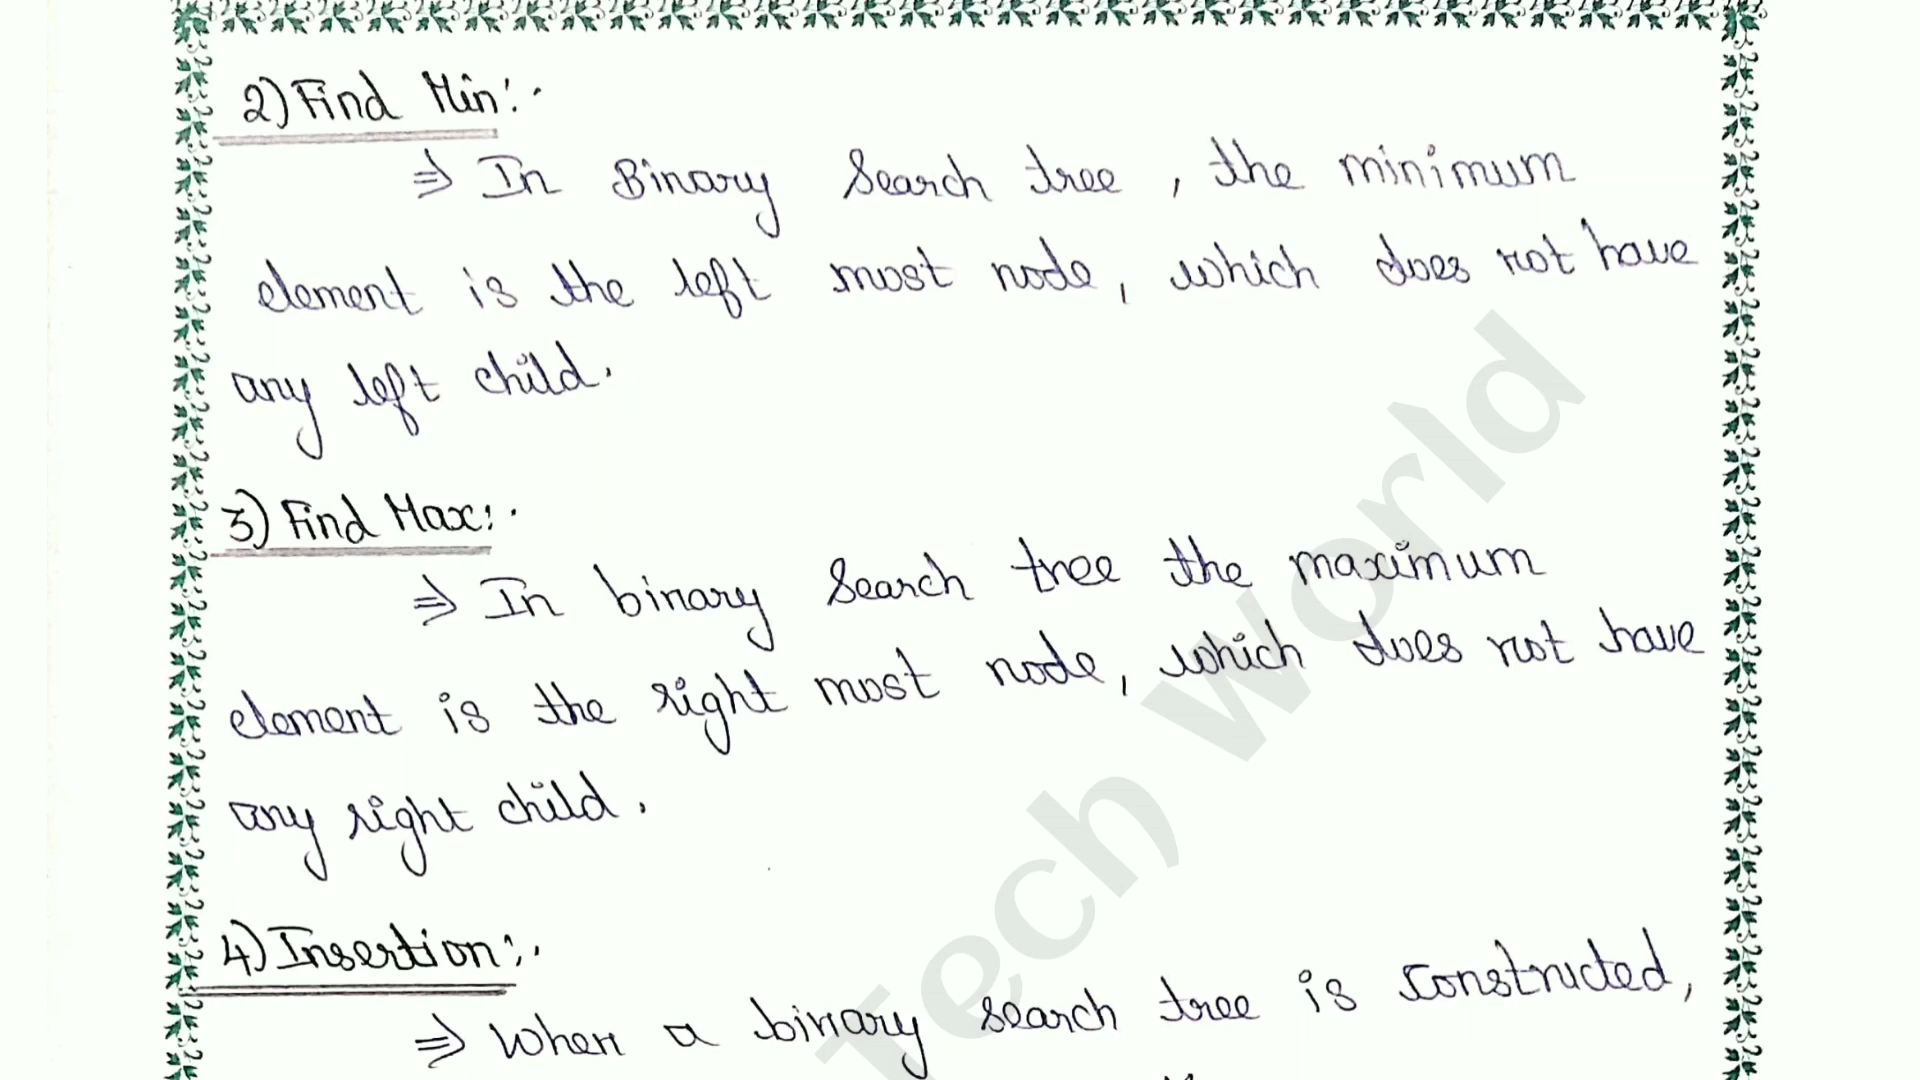 2) Find Min:-
⇒ In Binary Search tree, the minimum
element is the left most node, which does not have
any left child.
3) Find Max:-
⇒ In binary Search tree the maximum
element is the right most node, which does not have
any right child.
4) Insertion:-
⇒ When a binary search tree is constructed,
Tech World